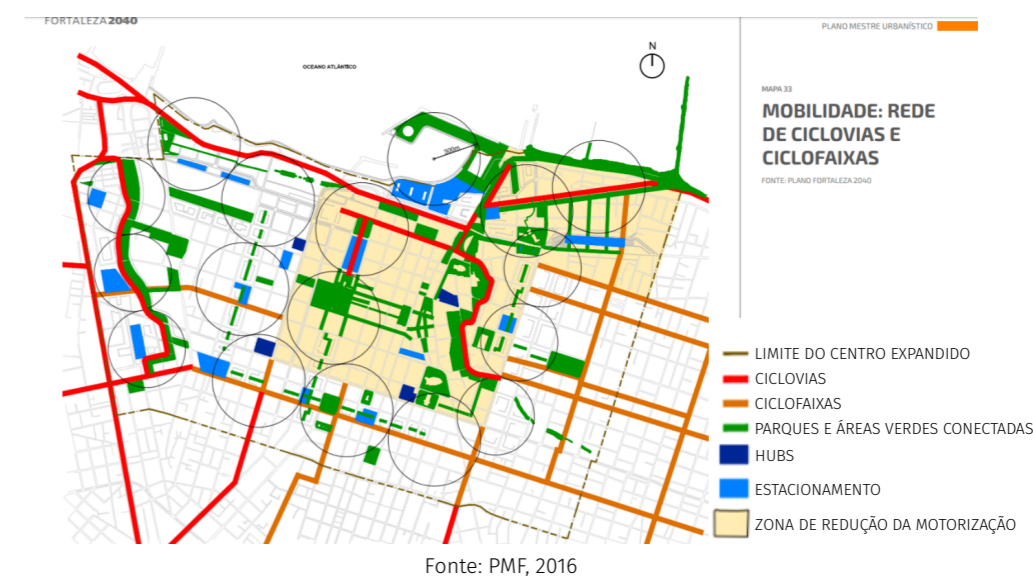 FORTALEZA2040
PLANO MESTRE URBANÍSTICO
OCEANO ATLÂNTICO
N
500m
MAPA 33
MOBILIDADE: REDE
DE CICLOVIAS E
CICLOFAIXAS
FONTE: PLANO FORTALEZA 2040
LIMITE DO CENTRO EXPANDIDO
CICLOVIAS
CICLOFAIXAS
PARQUES E ÁREAS VERDES CONECTADAS
HUBS
ESTACIONAMENTO
ZONA DE REDUÇÃO DA MOTORIZAÇÃO
Fonte: PMF, 2016